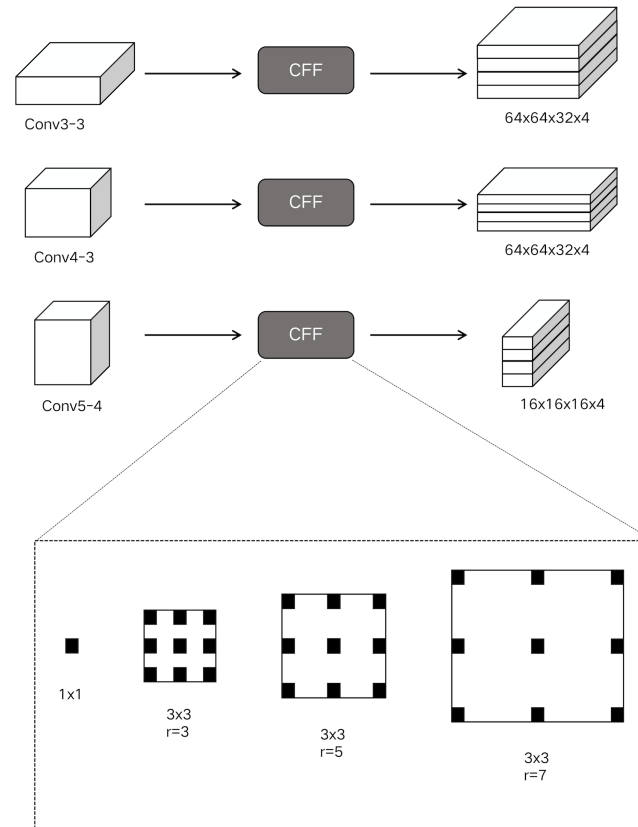 CFF
Conv3-3
64x64x32x4
CFF
Conv4-3
64x64x32x4
CFF
Conv5-4
16x16x16x4
1x1
3x3
r=3
3x3
r=5
3x3
r=7